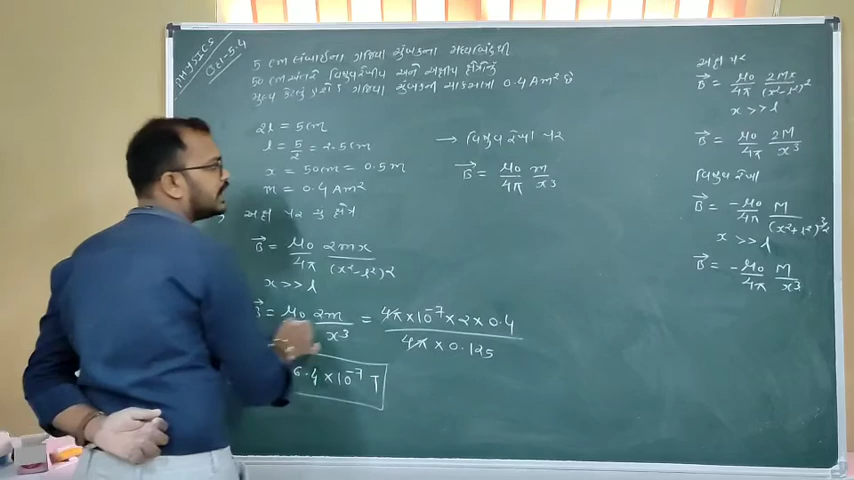 PHYSICS
Ex-5.4
5 cm લંબાઈના ગજિયા ચુંબકના મધ્યબિંદુથી
50 cm અંતરે વિષુવરેખીય અને અક્ષીય ક્ષેત્રનું
મૂલ્ય કેટલું ગજિયા ચુંબકની ચાકમાત્રા 0.4 Am² છે
2l = 5cm
l = 5/2 = 2.5cm
x = 50cm = 0.5m
m = 0.4 Am²
અક્ષ પર ક્ષેત્ર
B⃗ = μ0/4π 2mx/(x²-l²)²
x >> l
B⃗ = μ0 2m/x³ = 4π×10⁻⁷×2×0.4/4π×0.125
6.4×10⁻⁷ T
→ વિષુવ રેખા પર
B⃗ = μ0/4π m/x³
અક્ષ પર
B⃗ = μ0/4π 2Mx/(x²-l²)²
x >> l
B⃗ = μ0/4π 2M/x³
વિષુવ રેખા
B⃗ = -μ0/4π M/(x²+l²)^3/2
x >> l
B⃗ = -μ0/4π M/x³